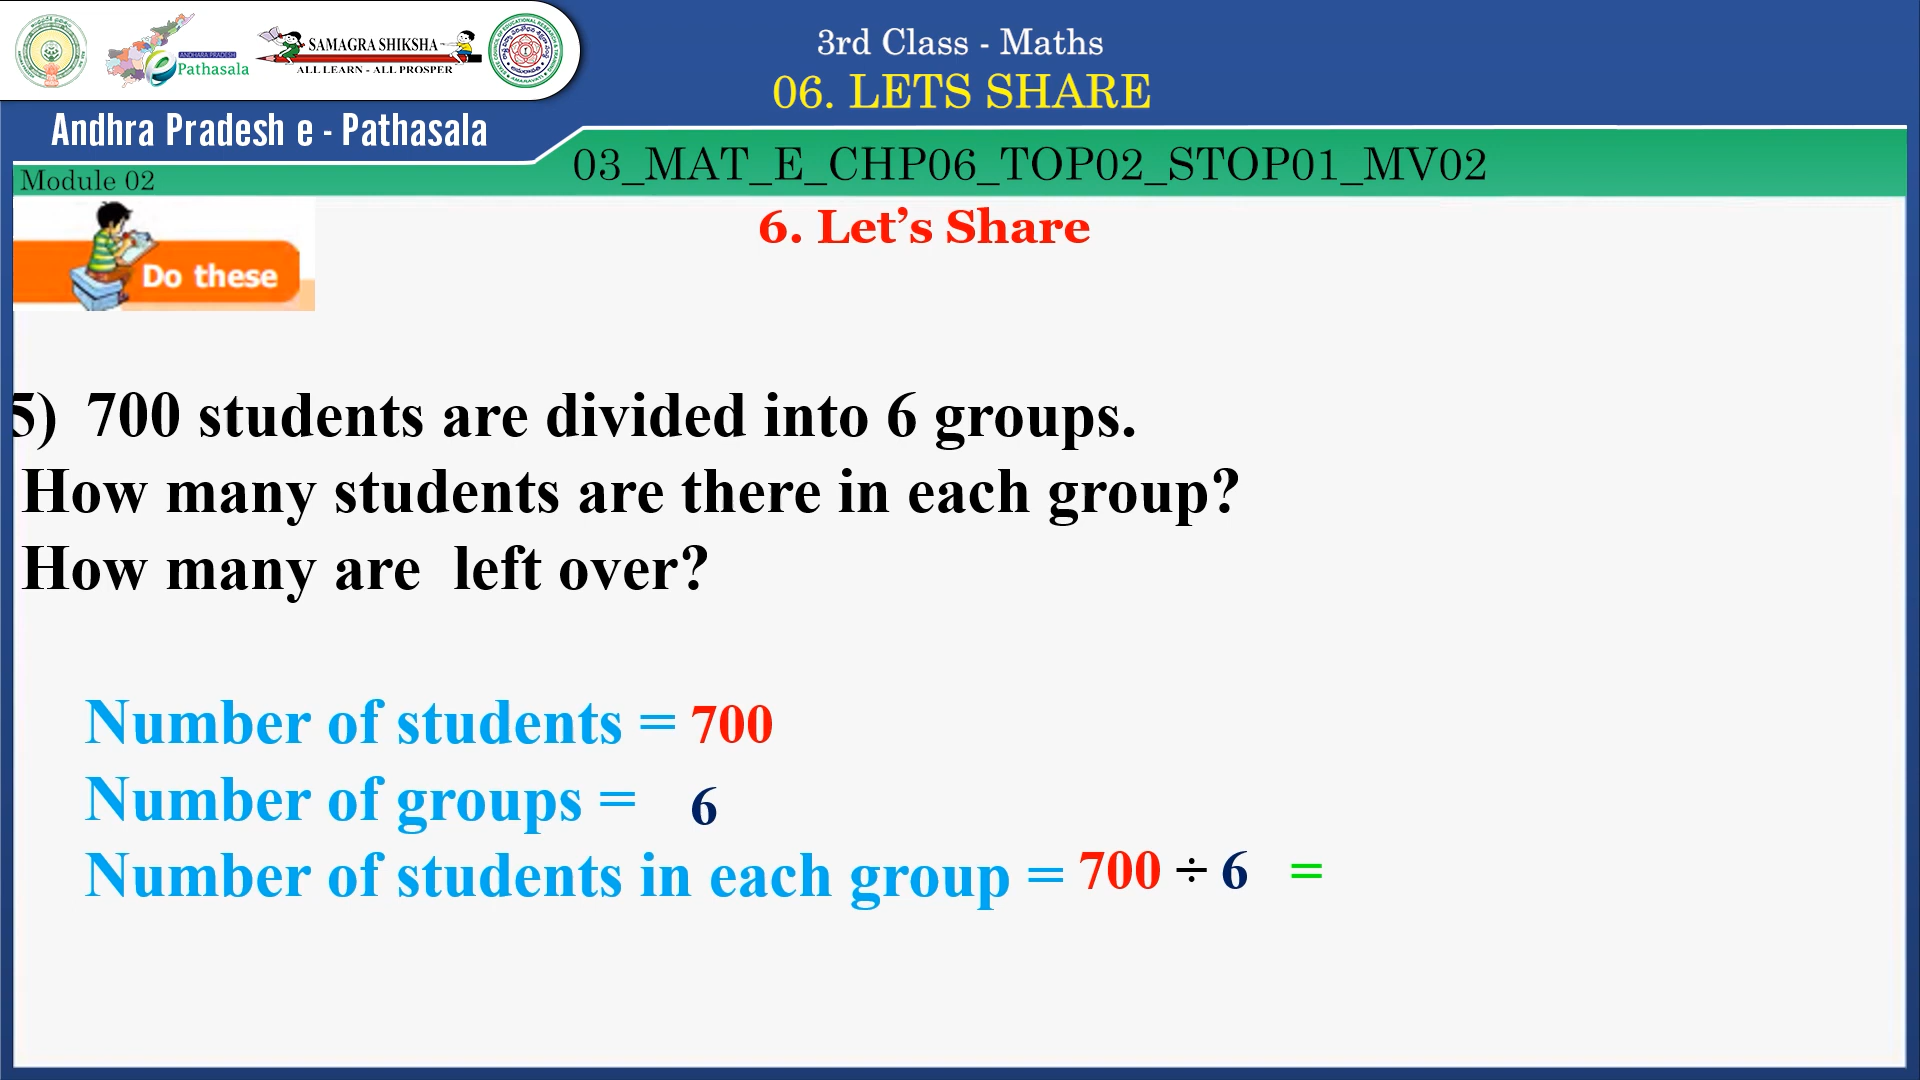 3rd Class - Maths
06. LETS SHARE
ANDHRA PRADESH
e Pathasala
SAMAGRA SHIKSHA
ALL LEARN - ALL PROSPER
Andhra Pradesh e - Pathasala
03_MAT_E_CHP06_TOP02_STOP01_MV02
Module 02
6. Let’s Share
Do these
5) 700 students are divided into 6 groups.
How many students are there in each group?
How many are left over?
Number of students = 700
Number of groups = 6
Number of students in each group = 700 ÷ 6 =